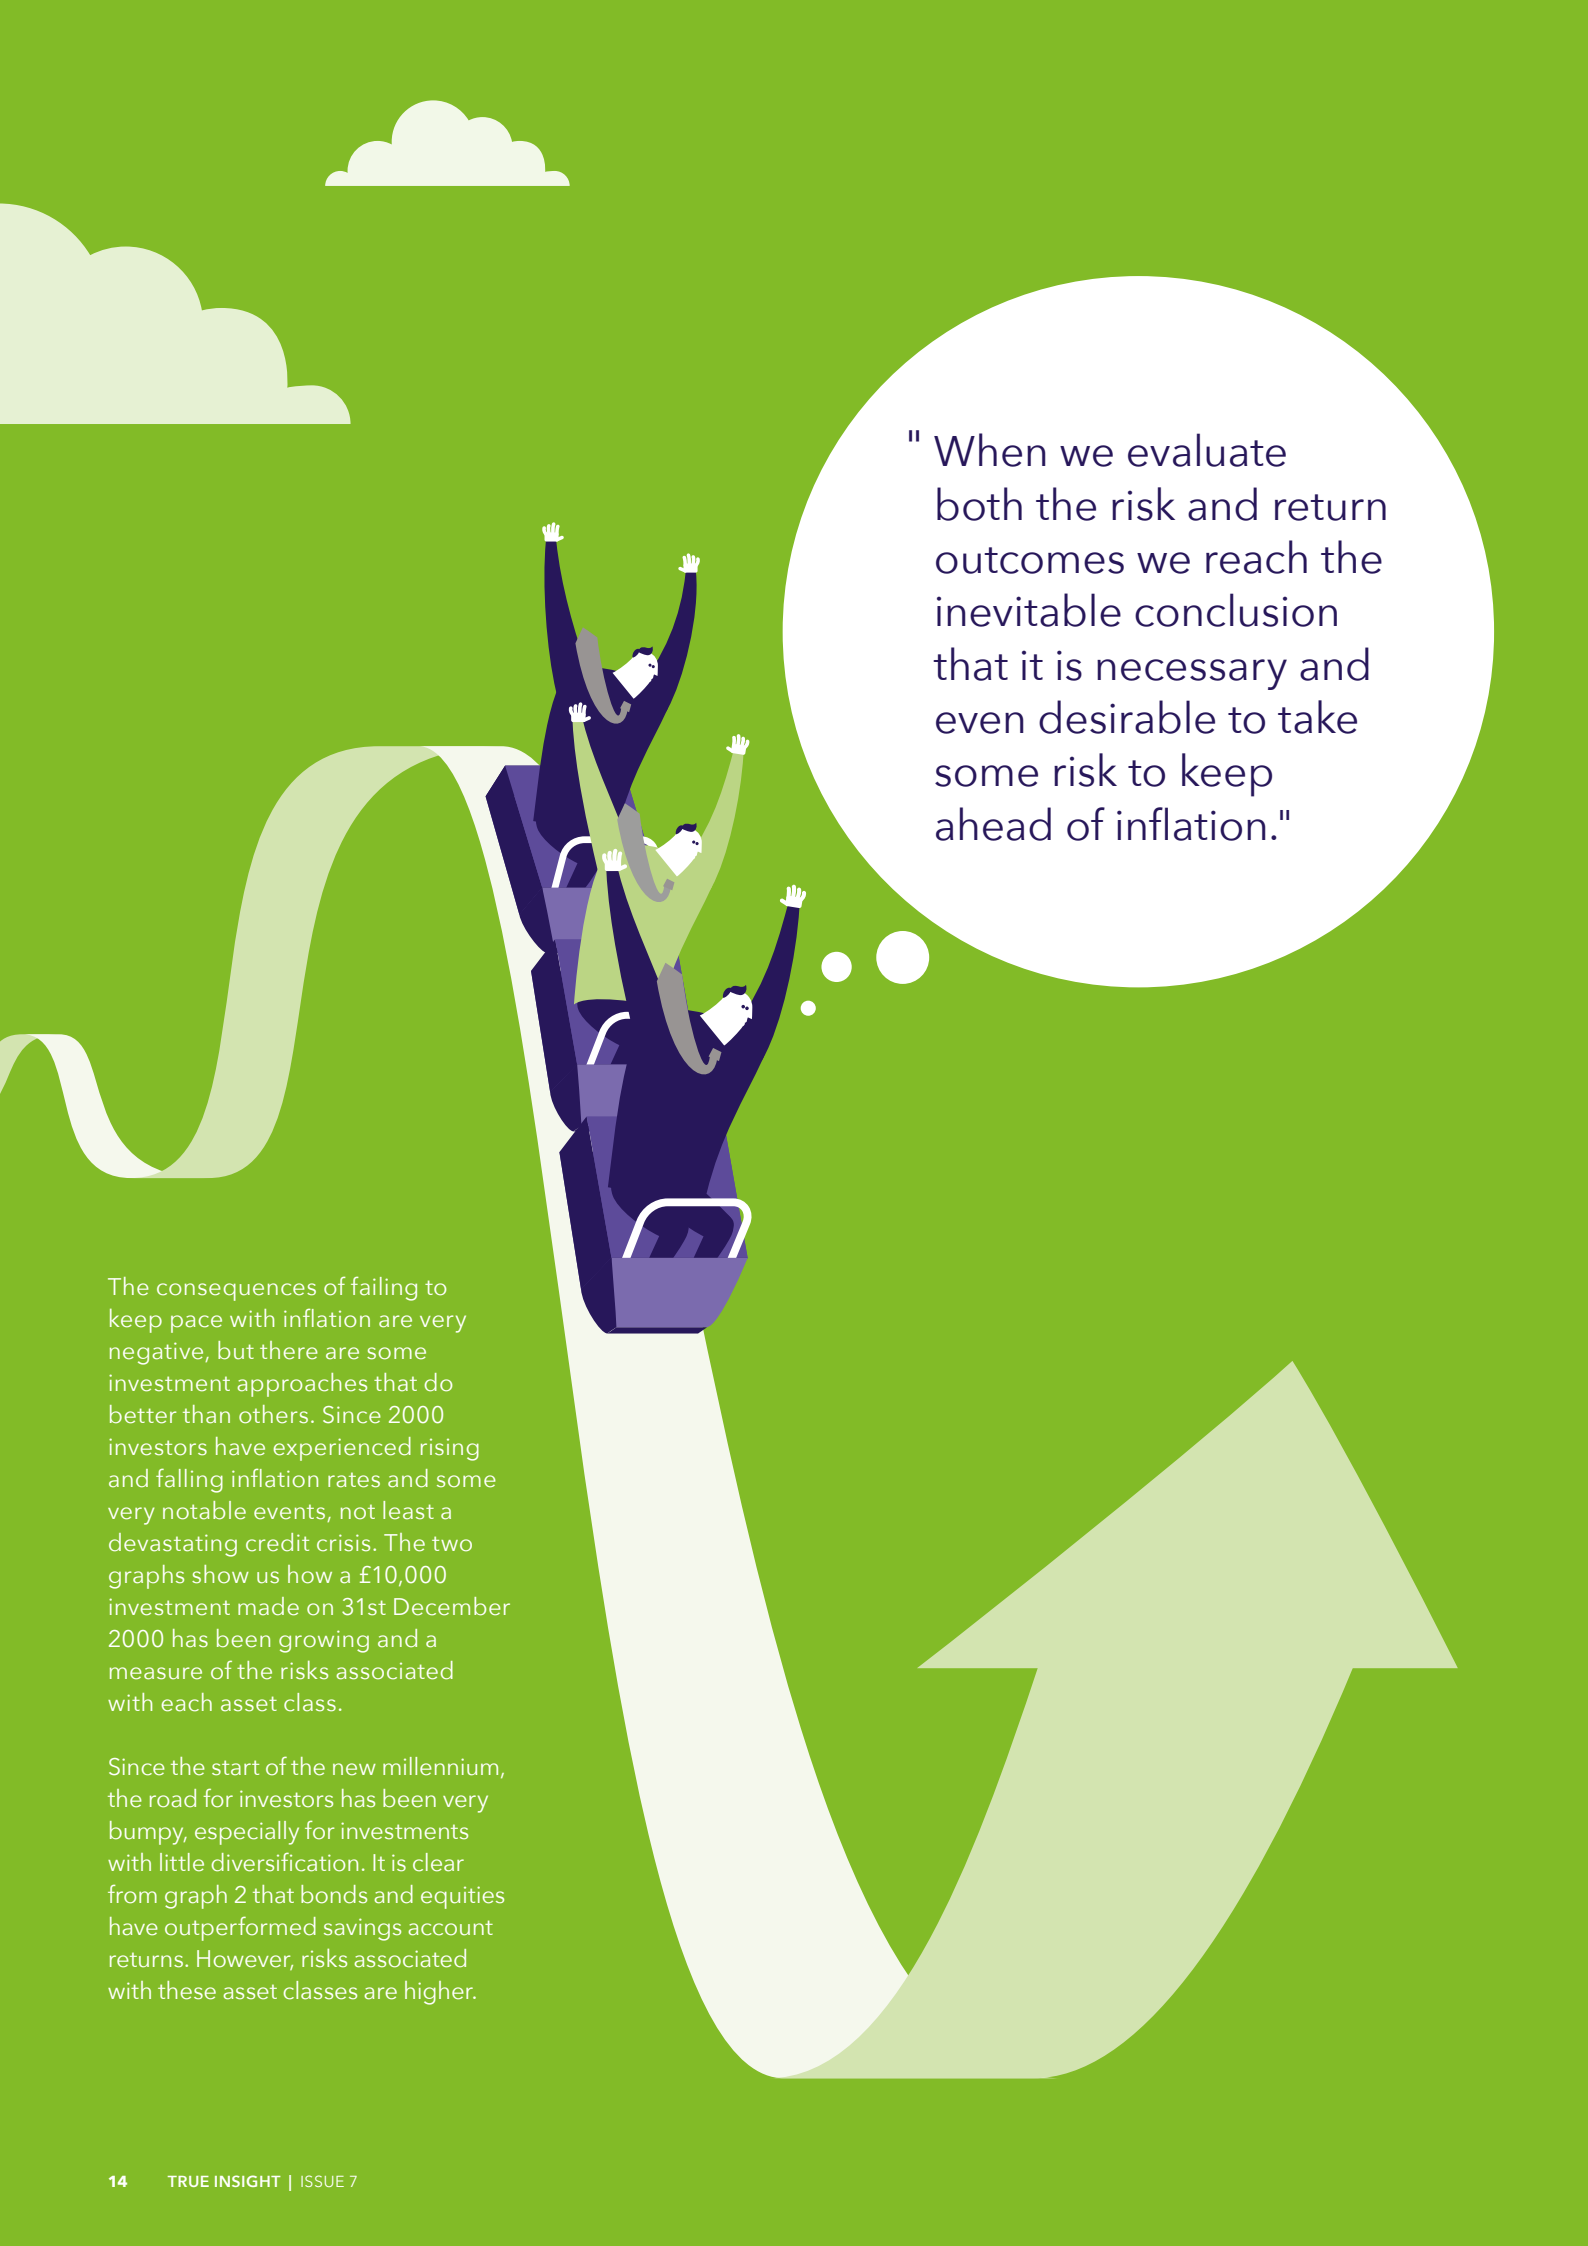 " When we evaluate
both the risk and return
outcomes we reach the
inevitable conclusion
that it is necessary and
even desirable to take
some risk to keep
ahead of inflation."
The consequences of failing to
keep pace with inflation are very
negative, but there are some
investment approaches that do
better than others. Since 2000
investors have experienced rising
and falling inflation rates and some
very notable events, not least a
devastating credit crisis. The two
graphs show us how a £10,000
investment made on 31st December
2000 has been growing and a
measure of the risks associated
with each asset class.
Since the start of the new millennium,
the road for investors has been very
bumpy, especially for investments
with little diversification. It is clear
from graph 2 that bonds and equities
have outperformed savings account
returns. However, risks associated
with these asset classes are higher.
14 TRUE INSIGHT | ISSUE 7